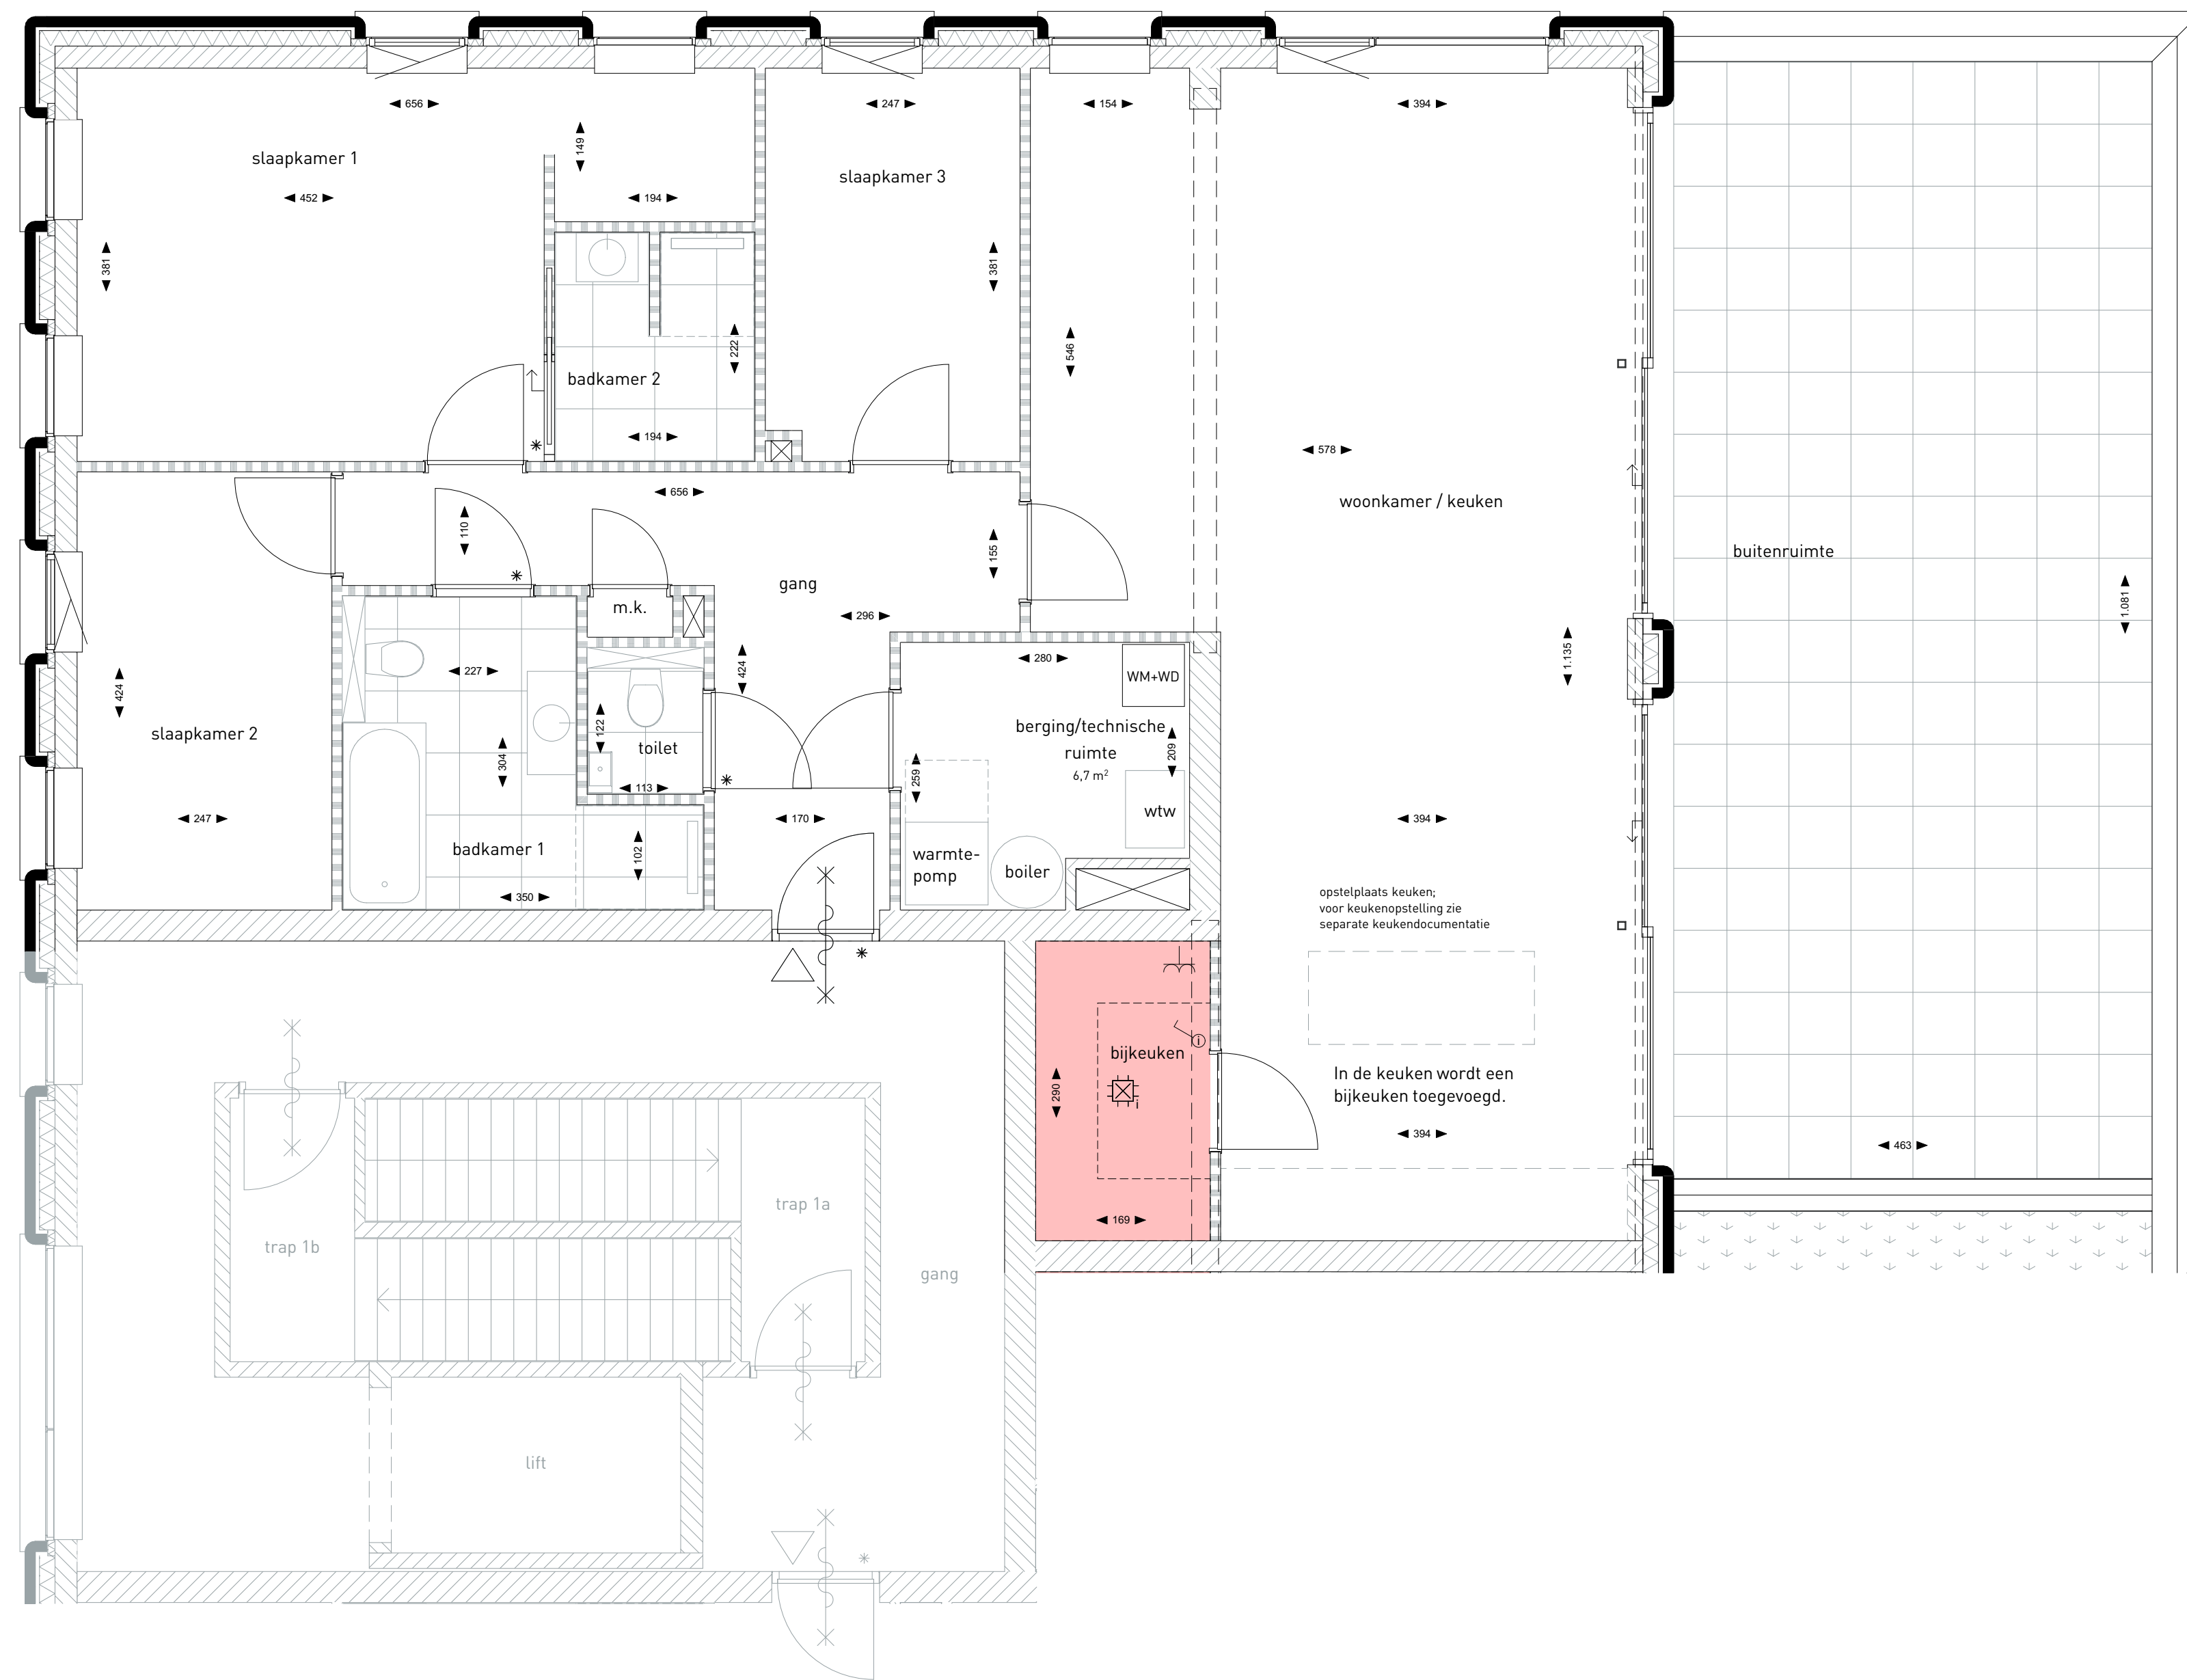 656
247
154
394
149
slaapkamer 1
slaapkamer 3
452
194
381
381
222
546
badkamer 2
194
578
656
woonkamer / keuken
110
155
buitenruimte
gang
m.k.
296
1.081
227
424
280
1.135
WM+WD
424
122
berging/technische
ruimte
6,7 m²
209
slaapkamer 2
toilet
304
259
113
247
170
wtw
394
badkamer 1
102
warmte-
pomp
boiler
350
opstelplaats keuken;
voor keukenopstelling zie
separate keukendocumentatie
bijkeuken
i
i
290
In de keuken wordt een
bijkeuken toegevoegd.
394
463
169
trap 1a
trap 1b
gang
lift